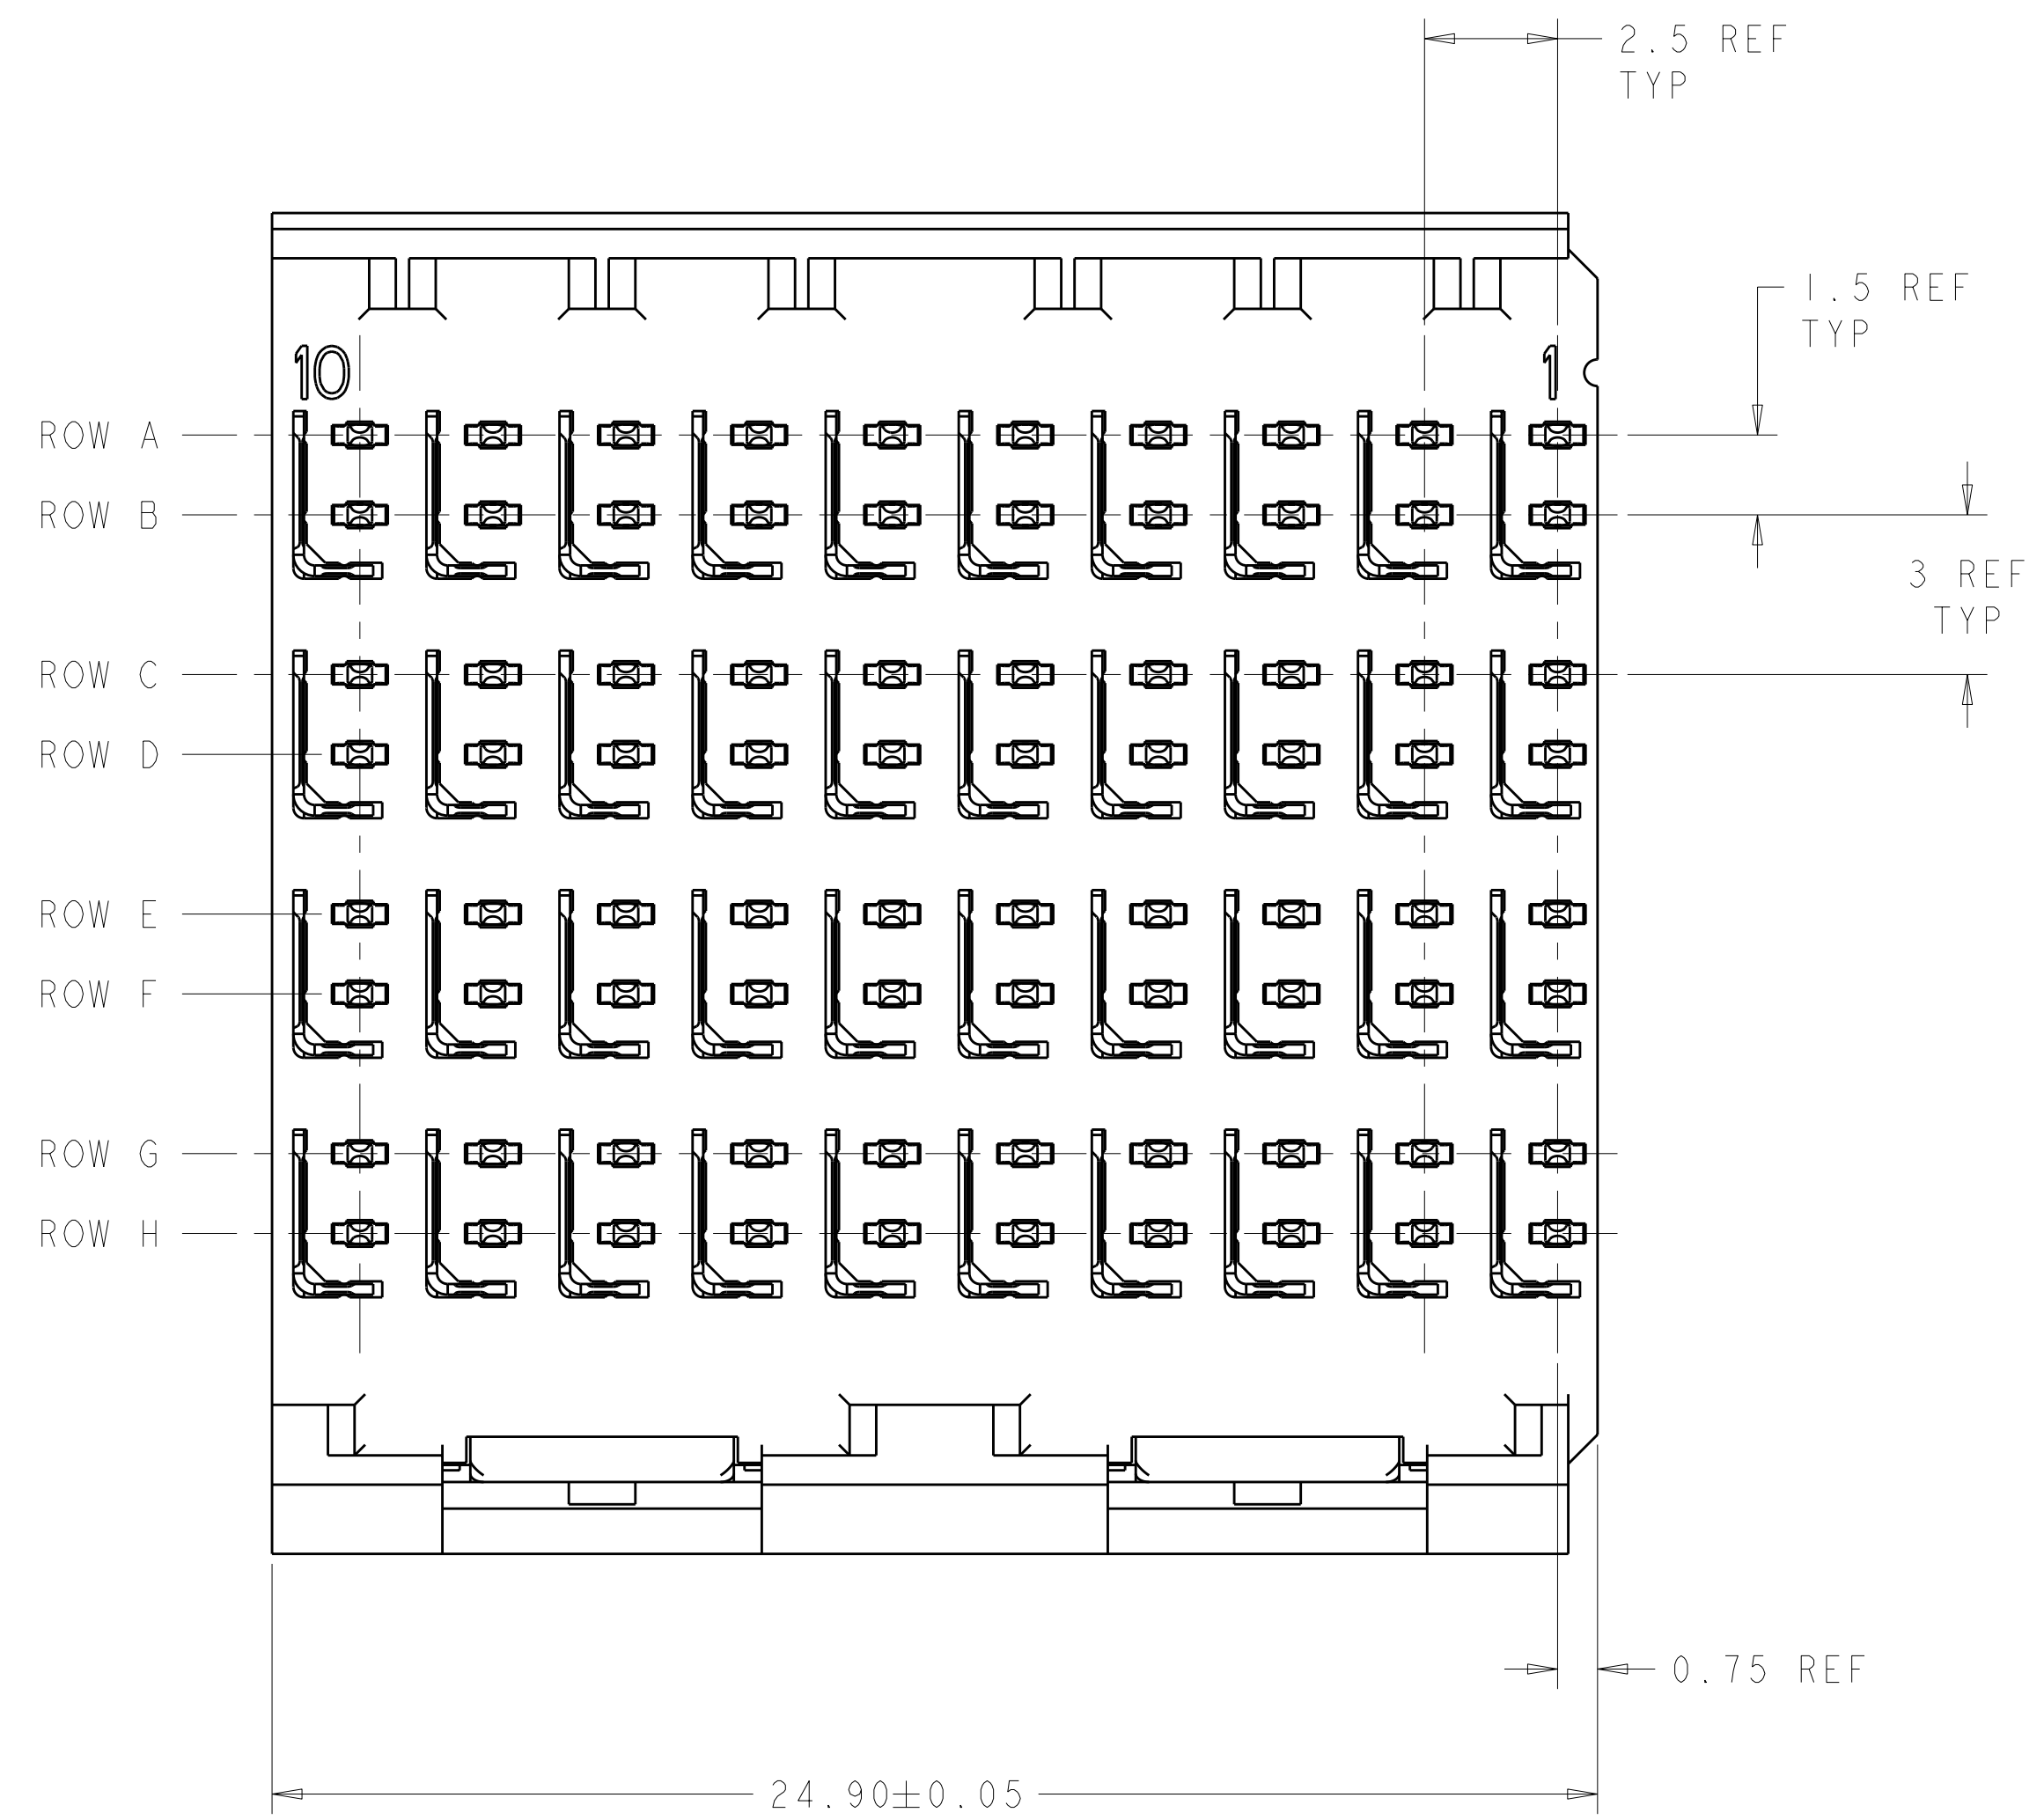 2.5 REF
TYP
1.5 REF
TYP
10
1
ROW A
ROW B
3 REF
TYP
ROW C
ROW D
ROW E
ROW F
ROW G
ROW H
0.75 REF
24.90±0.05